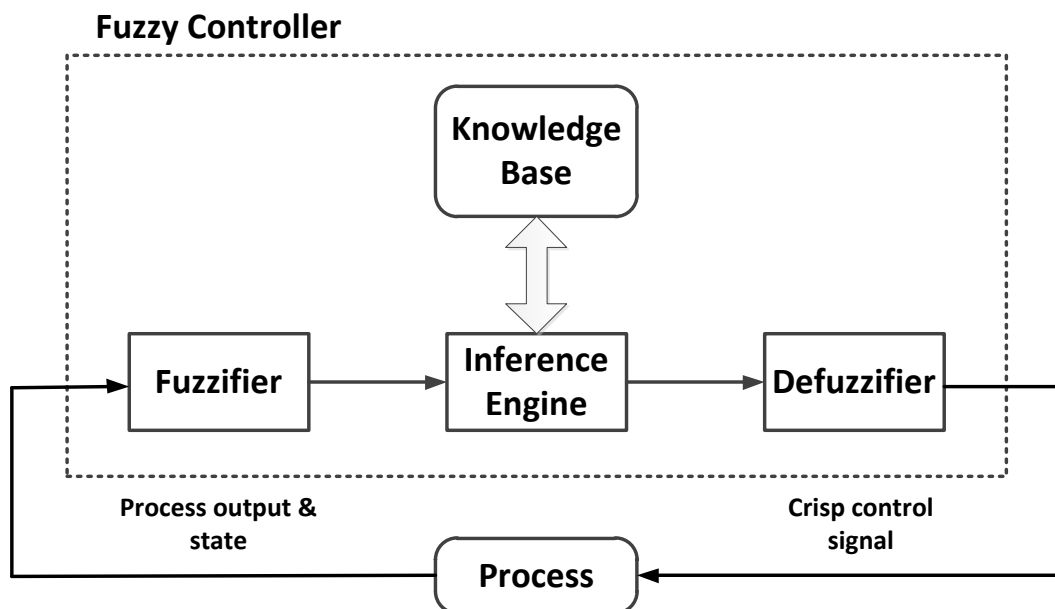 Fuzzy Controller
Knowledge
Base
Fuzzifier
Inference
Engine
Defuzzifier
Process output &
state
Crisp control
signal
Process